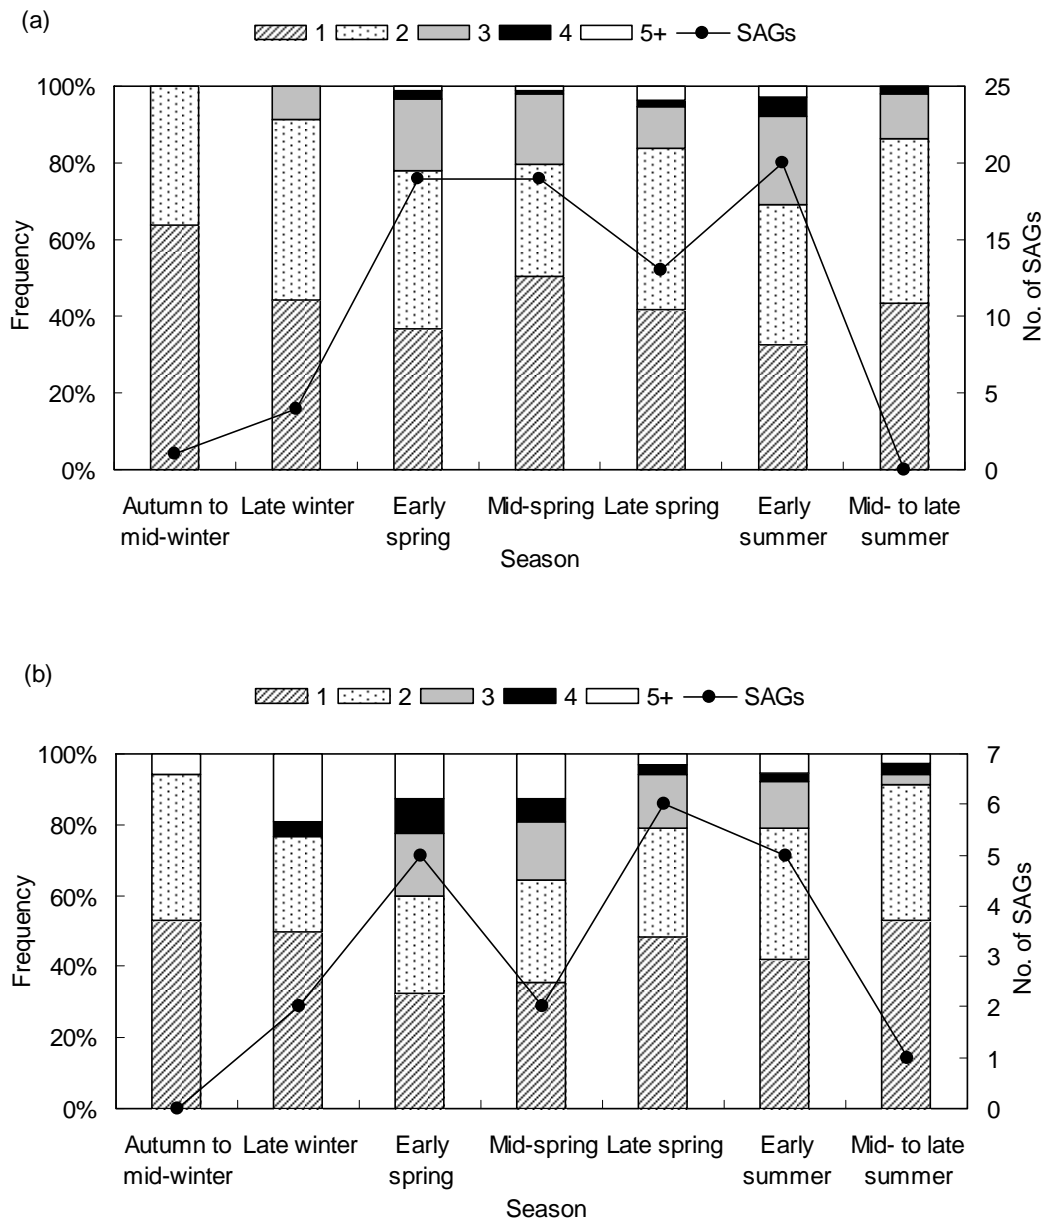 (a)
1 2 3 4 5+ SAGs
100%
80%
60%
40%
20%
0%
Frequency
25
20
15
10
5
0
No. of SAGs
Autumn to mid-winter
Late winter
Early spring
Mid-spring
Late spring
Early summer
Mid- to late summer
Season
(b)
1 2 3 4 5+ SAGs
100%
80%
60%
40%
20%
0%
Frequency
7
6
5
4
3
2
1
0
No. of SAGs
Autumn to mid-winter
Late winter
Early spring
Mid-spring
Late spring
Early summer
Mid- to late summer
Season